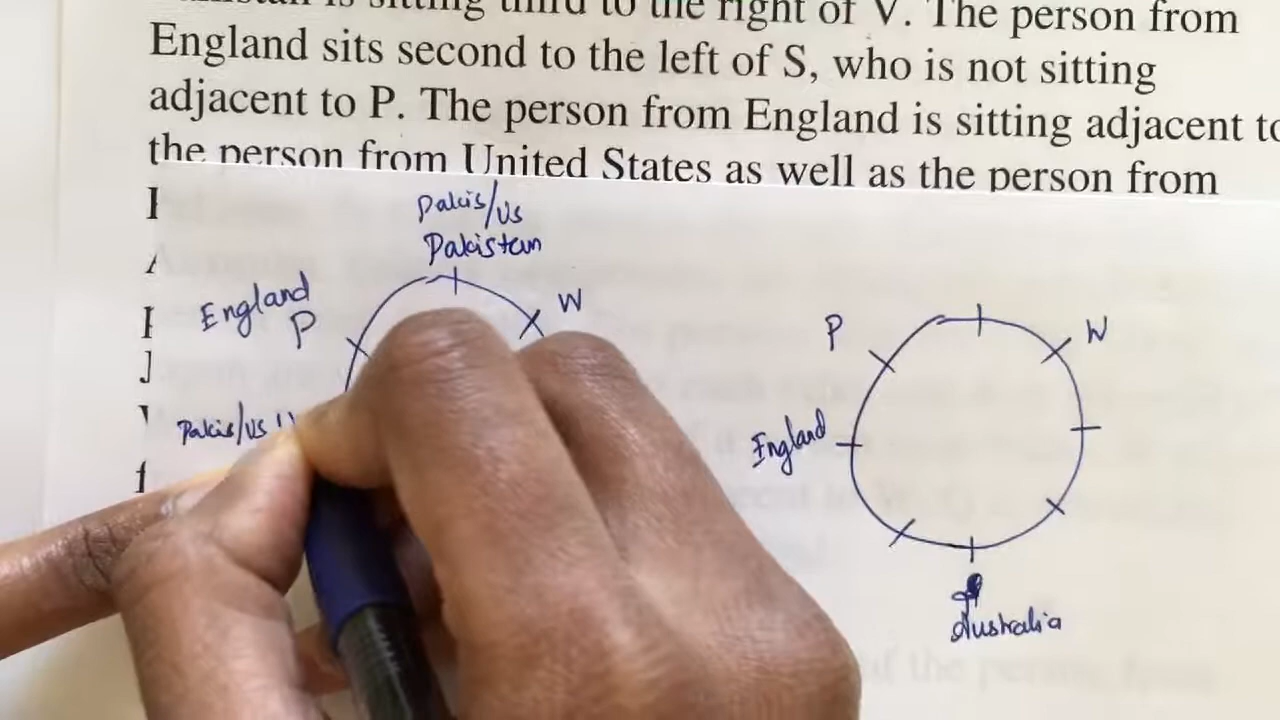 is sitting third to the right of V. The person from
England sits second to the left of S, who is not sitting
adjacent to P. The person from England is sitting adjacent to
the person from United States as well as the person from
Pakis/US
Pakistan
England
P
W
Pakis/US
P
W
England
Australia